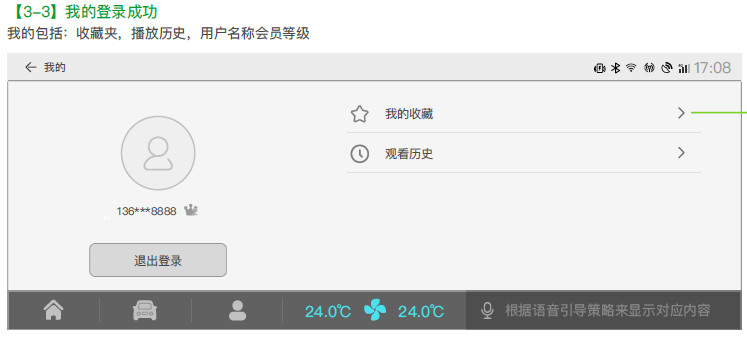 【3-3】我的登录成功
我的包括：收藏夹，播放历史，用户名称会员等级
我的
17:08
我的收藏
观看历史
136***8888
退出登录
24.0℃ 24.0℃ 根据语音引导策略来显示对应内容